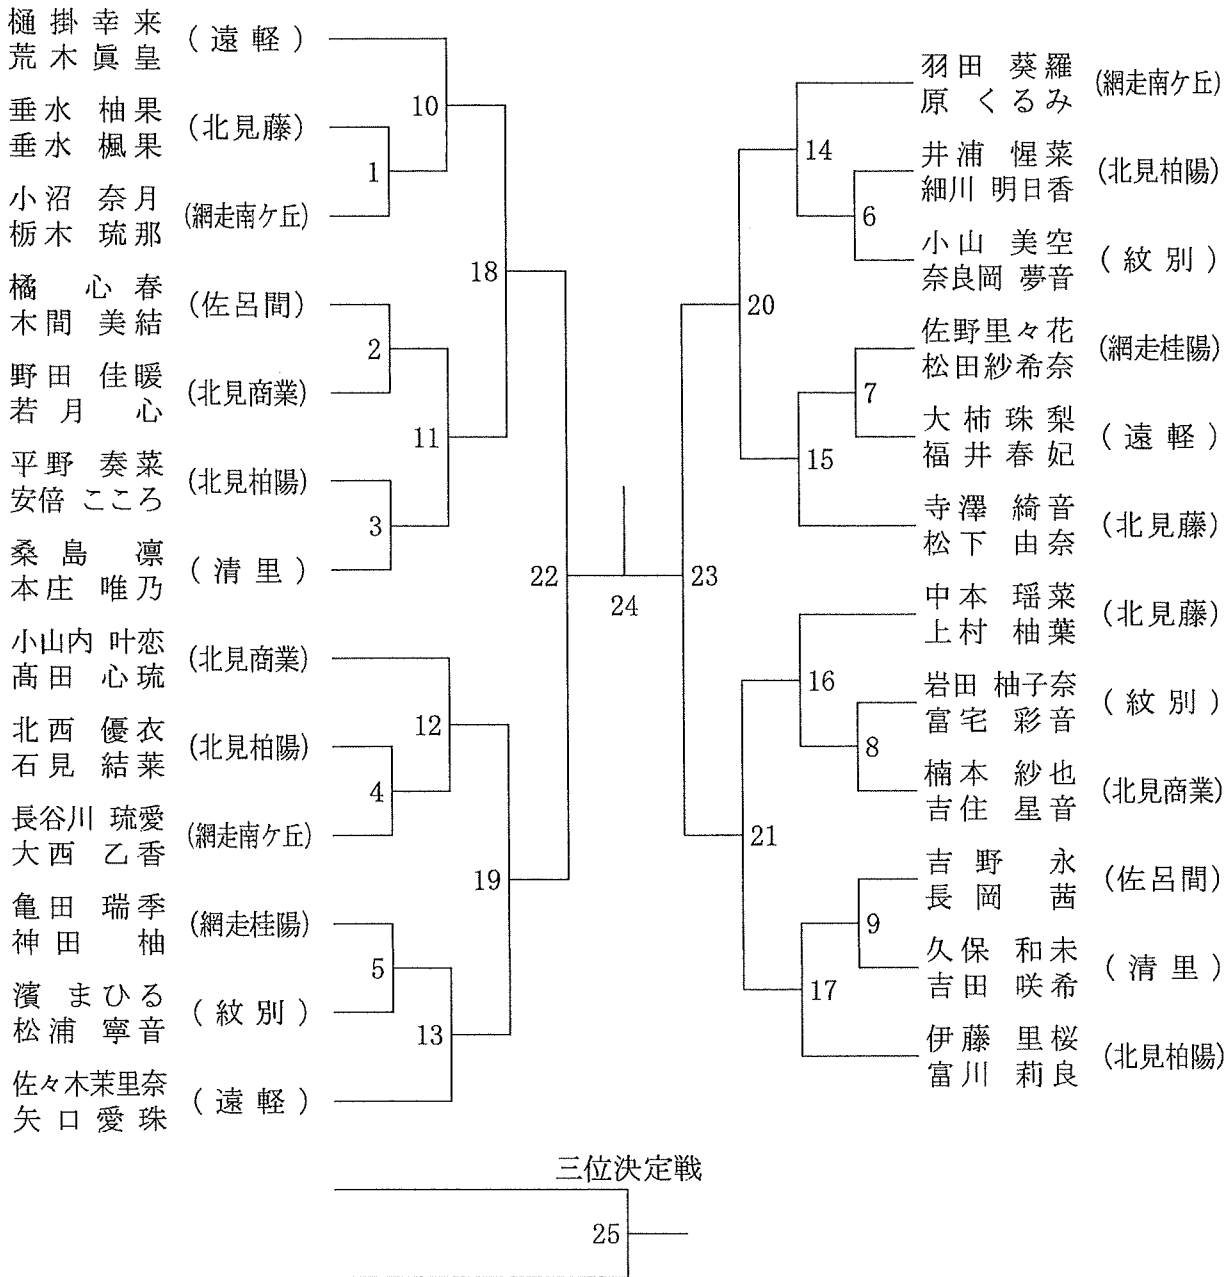 樋掛幸来
荒木眞皇
(遠軽)
垂水 柚果
垂水 楓果
(北見藤)
小沼 奈月
栃木 琉那
(網走南ケ丘)
橘 心春
木間 美結
(佐呂間)
野田 佳暖
若月 心
(北見商業)
平野 奏菜
安倍 こころ
(北見柏陽)
桑島 凛
本庄 唯乃
(清里)
小山内 叶恋
髙田 心琉
(北見商業)
北西 優衣
石見 結菜
(北見柏陽)
長谷川 琉愛
大西 乙香
(網走南ケ丘)
亀田 瑞季
神田 柚
(網走桂陽)
濱 まひる
松浦 寧音
(紋別)
佐々木茉里奈
矢口愛珠
(遠軽)
10
1
18
2
11
3
22
12
4
19
5
13
24
羽田 葵羅
原 くるみ
(網走南ケ丘)
井浦 惺菜
細川 明日香
(北見柏陽)
小山 美空
奈良岡 夢音
(紋別)
佐野里々花
松田紗希奈
(網走桂陽)
大柿珠梨
福井春妃
(遠軽)
寺澤 綺音
松下 由奈
(北見藤)
中本 瑶菜
上村 柚葉
(北見藤)
岩田 柚子奈
富宅 彩音
(紋別)
楠本 紗也
吉住 星音
(北見商業)
吉野 永
長岡 茜
(佐呂間)
久保 和未
吉田 咲希
(清里)
伊藤 里桜
富川 莉良
(北見柏陽)
14
6
20
7
15
23
16
8
21
9
17
三位決定戦
25